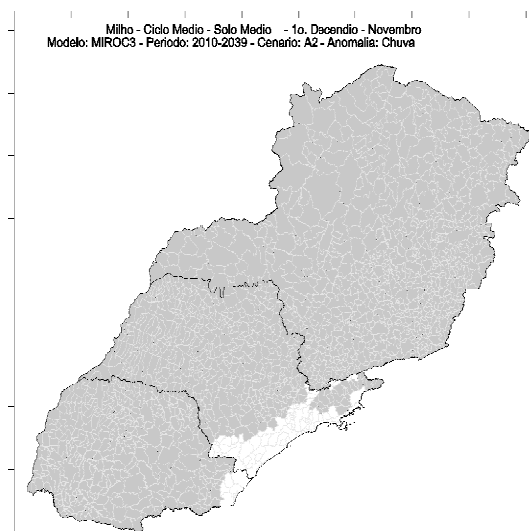 Milho - Ciclo Medio - Solo Medio - 1o. Decendio - Novembro
Modelo: MIROC3 - Periodo: 2010-2039 - Cenario: A2 - Anomalia: Chuva